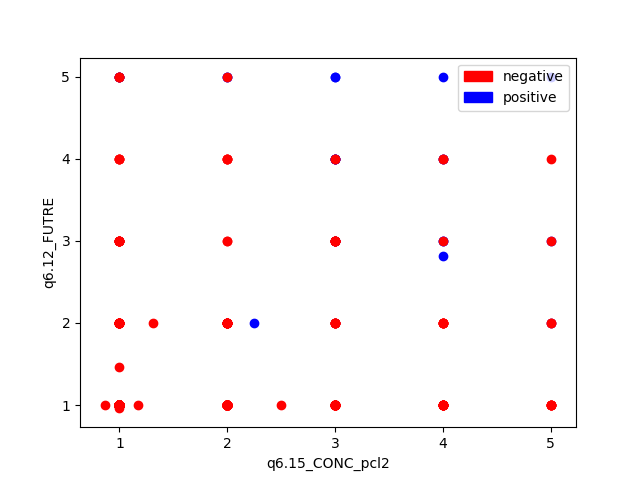 negative
positive
5
4
3
2
1
q6.12_FUTRE
1 2 3 4 5
q6.15_CONC_pcl2